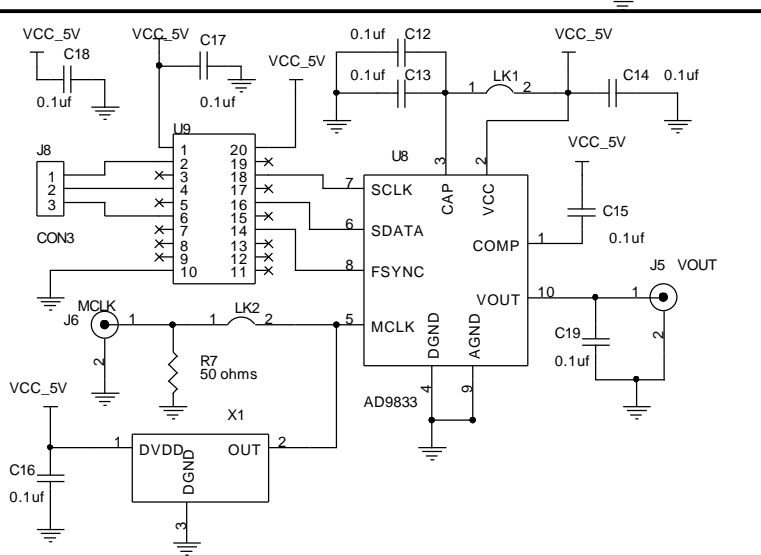 VCC_5V
C18
0.1uf
VCC_5V
C17
0.1uf
VCC_5V
0.1uf
C12
0.1uf
C13
1
LK1
2
VCC_5V
C14
0.1uf
J8
1
2
3
CON3
U9
1
2
3
4
5
6
7
8
9
10
20
19
18
17
16
15
14
13
12
11
U8
3
2
7
SCLK
CAP
VCC
6
SDATA
8
FSYNC
5
MCLK
COMP
1
VOUT
10
DGND
AGND
4
9
AD9833
VCC_5V
C15
0.1uf
J5
VOUT
1
2
C19
0.1uf
MCLK
J6
1
2
1
LK2
2
R7
50 ohms
VCC_5V
C16
0.1uf
X1
1
DVDD
OUT
2
DGND
3